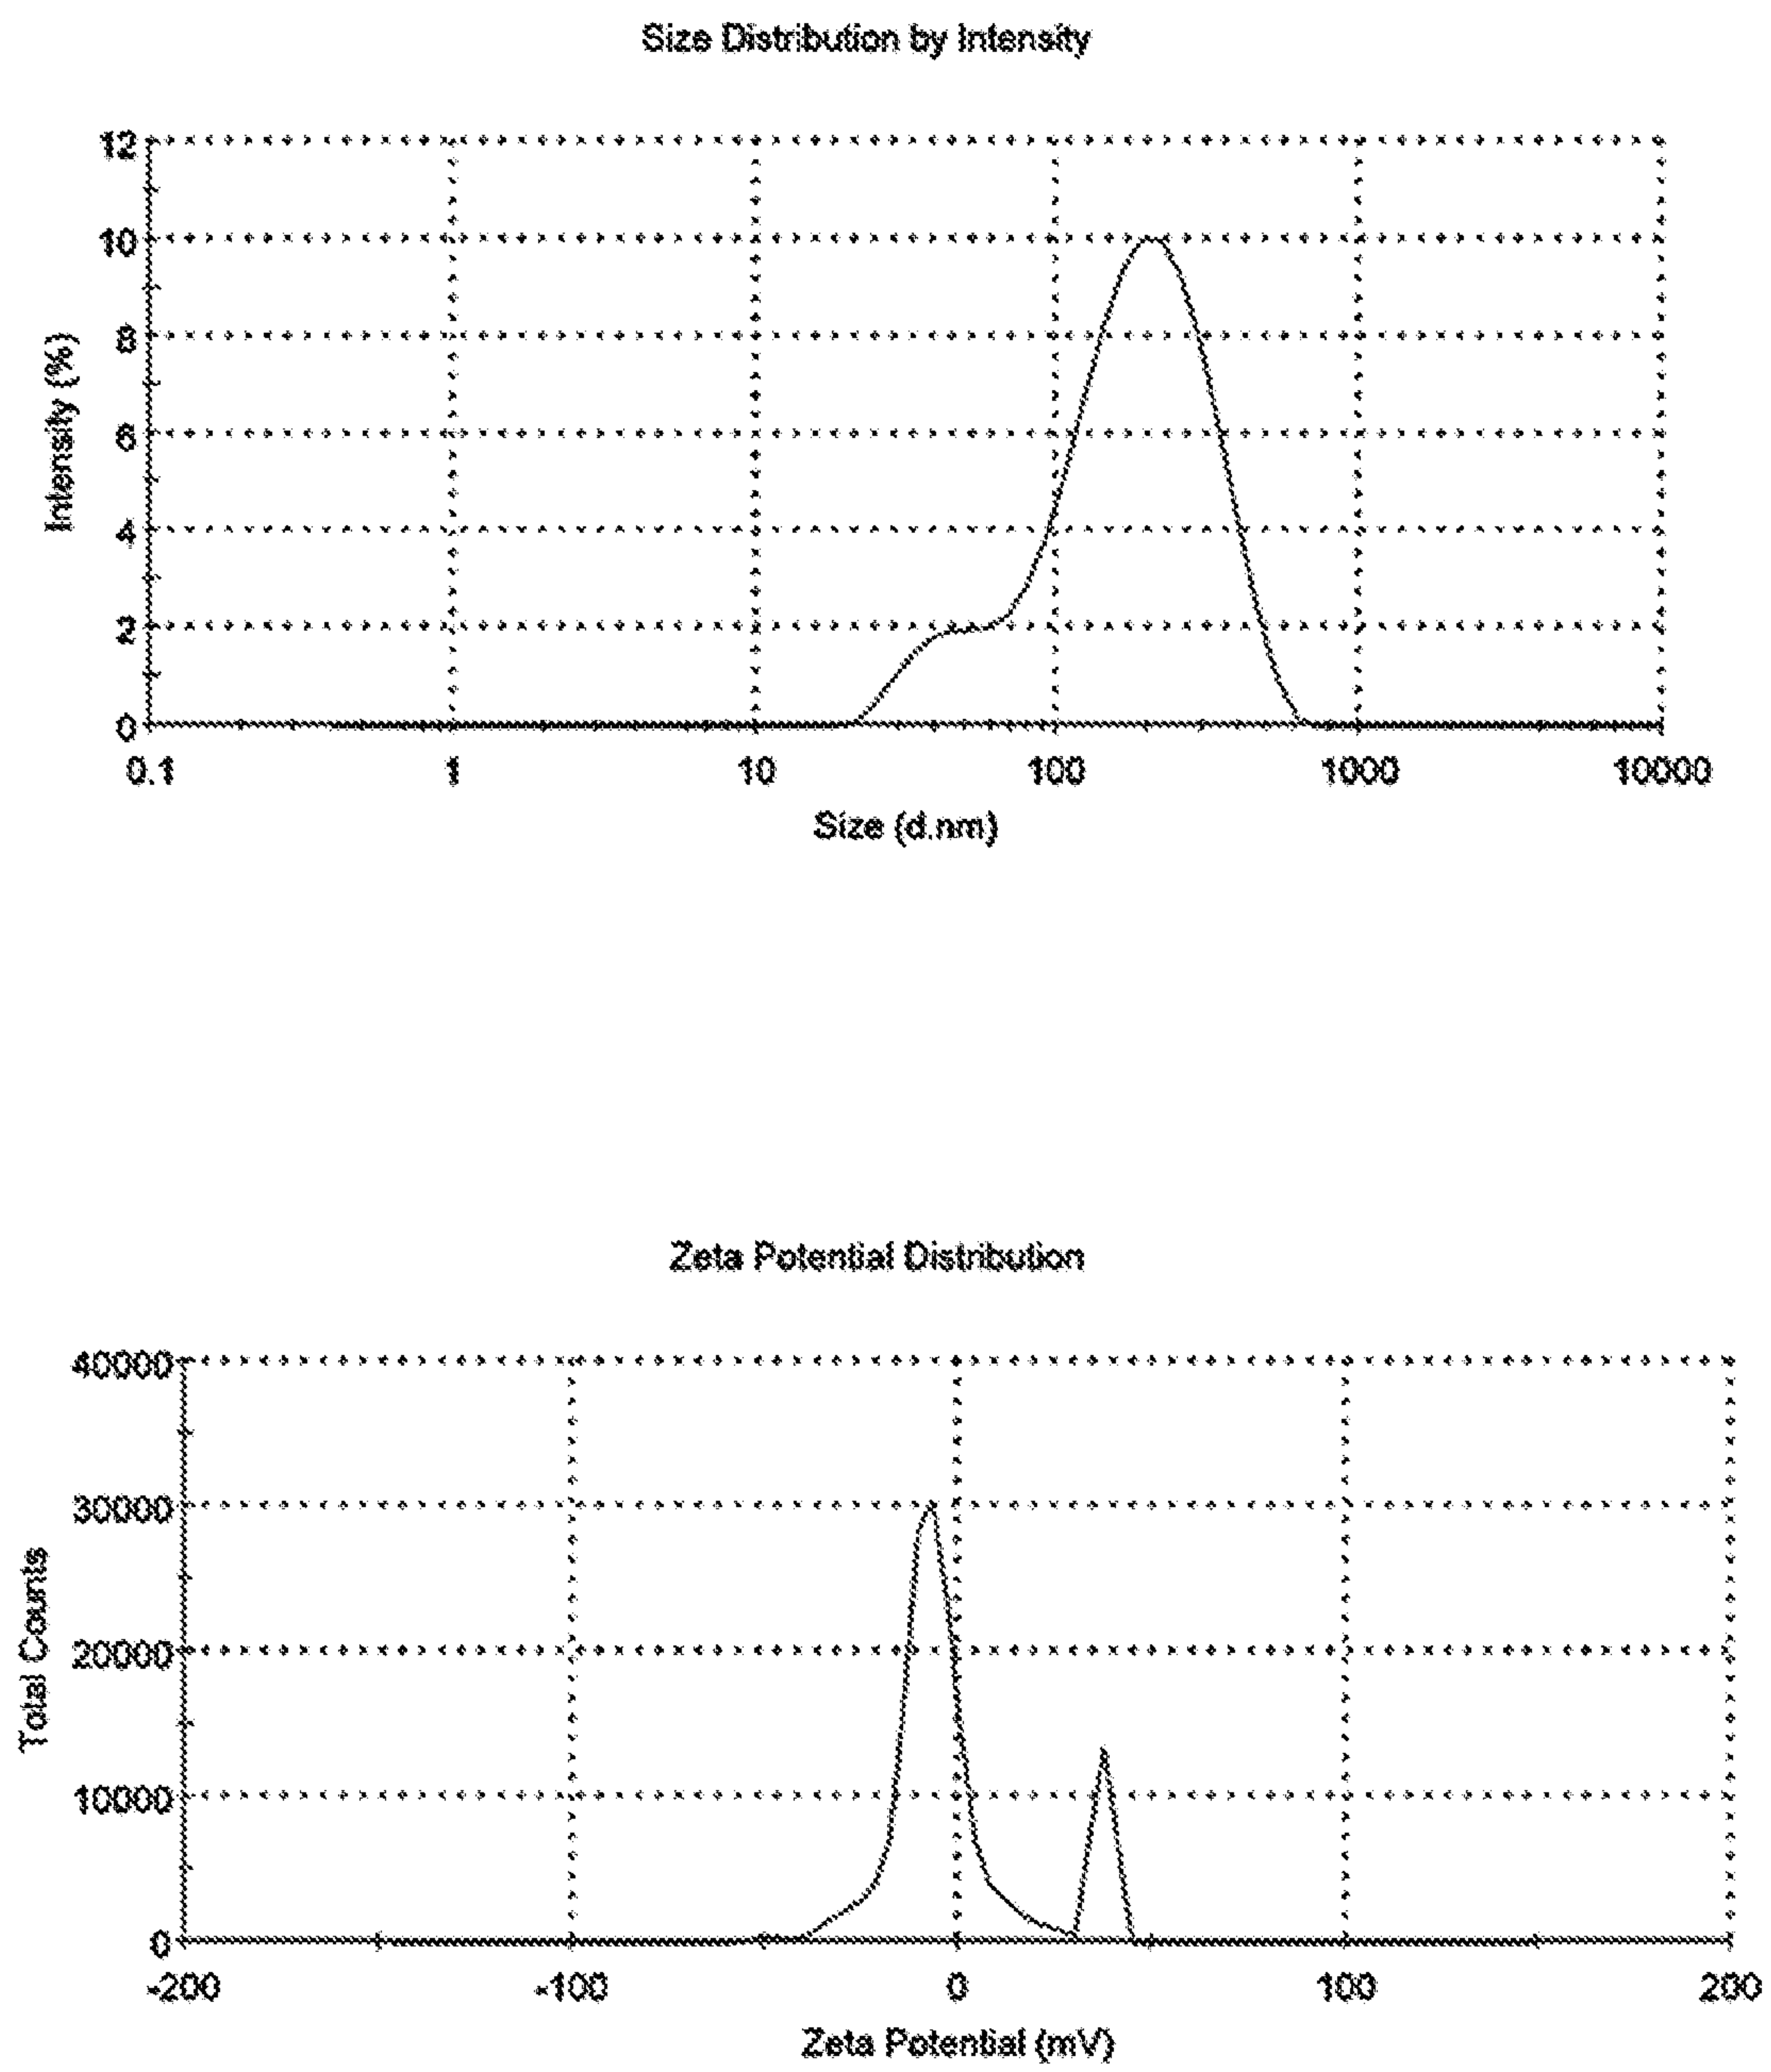 Size Distribution by Intensity
12
10
8
6
4
2
0
Intensity (%)
0.1 1 10 100 1000 10000
Size (d.nm)
Zeta Potential Distribution
40000
30000
20000
10000
0
Total Counts
-200 -100 0 100 200
Zeta Potential (mV)